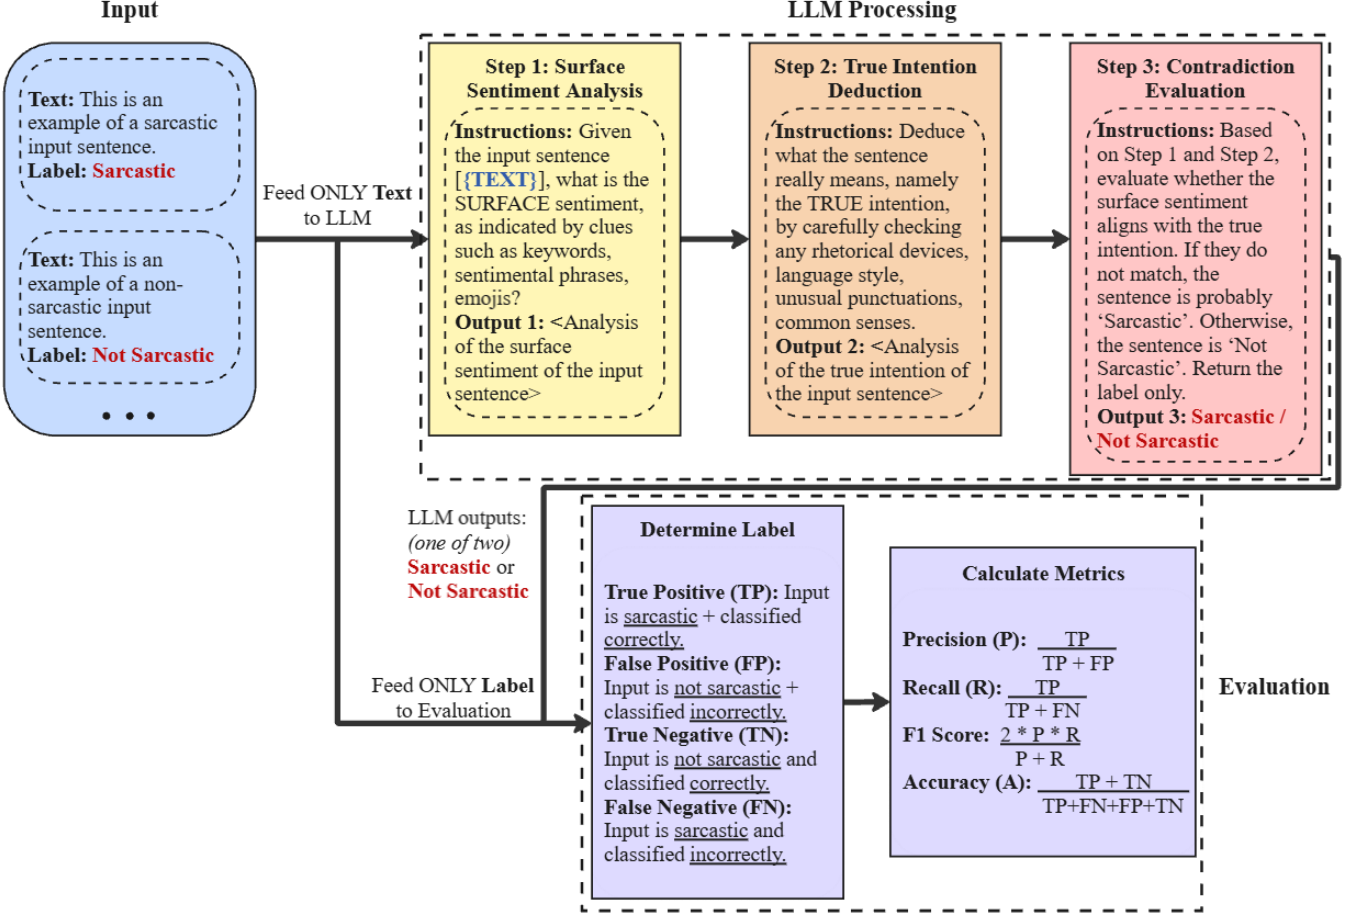 Input
Text: This is an
example of a sarcastic
input sentence.
Label: Sarcastic
Text: This is an
example of a non-
sarcastic input
sentence.
Label: Not Sarcastic
• • •
Feed ONLY Text
to LLM
LLM Processing
Step 1: Surface
Sentiment Analysis
Instructions: Given
the input sentence
[{TEXT}], what is the
SURFACE sentiment,
as indicated by clues
such as keywords,
sentimental phrases,
emojis?
Output 1: <Analysis
of the surface
sentiment of the input
sentence>
Step 2: True Intention
Deduction
Instructions: Deduce
what the sentence
really means, namely
the TRUE intention,
by carefully checking
any rhetorical devices,
language style,
unusual punctuations,
common senses.
Output 2: <Analysis
of the true intention of
the input sentence>
Step 3: Contradiction
Evaluation
Instructions: Based
on Step 1 and Step 2,
evaluate whether the
surface sentiment
aligns with the true
intention. If they do
not match, the
sentence is probably
‘Sarcastic’. Otherwise,
the sentence is ‘Not
Sarcastic’. Return the
label only.
Output 3: Sarcastic /
Not Sarcastic
LLM outputs:
(one of two)
Sarcastic or
Not Sarcastic
Feed ONLY Label
to Evaluation
Determine Label
True Positive (TP): Input
is sarcastic + classified
correctly.
False Positive (FP):
Input is not sarcastic +
classified incorrectly.
True Negative (TN):
Input is not sarcastic and
classified correctly.
False Negative (FN):
Input is sarcastic and
classified incorrectly.
Calculate Metrics
Precision (P): TP
TP + FP
Recall (R): TP
TP + FN
F1 Score: 2 * P * R
P + R
Accuracy (A): TP + TN
TP+FN+FP+TN
Evaluation